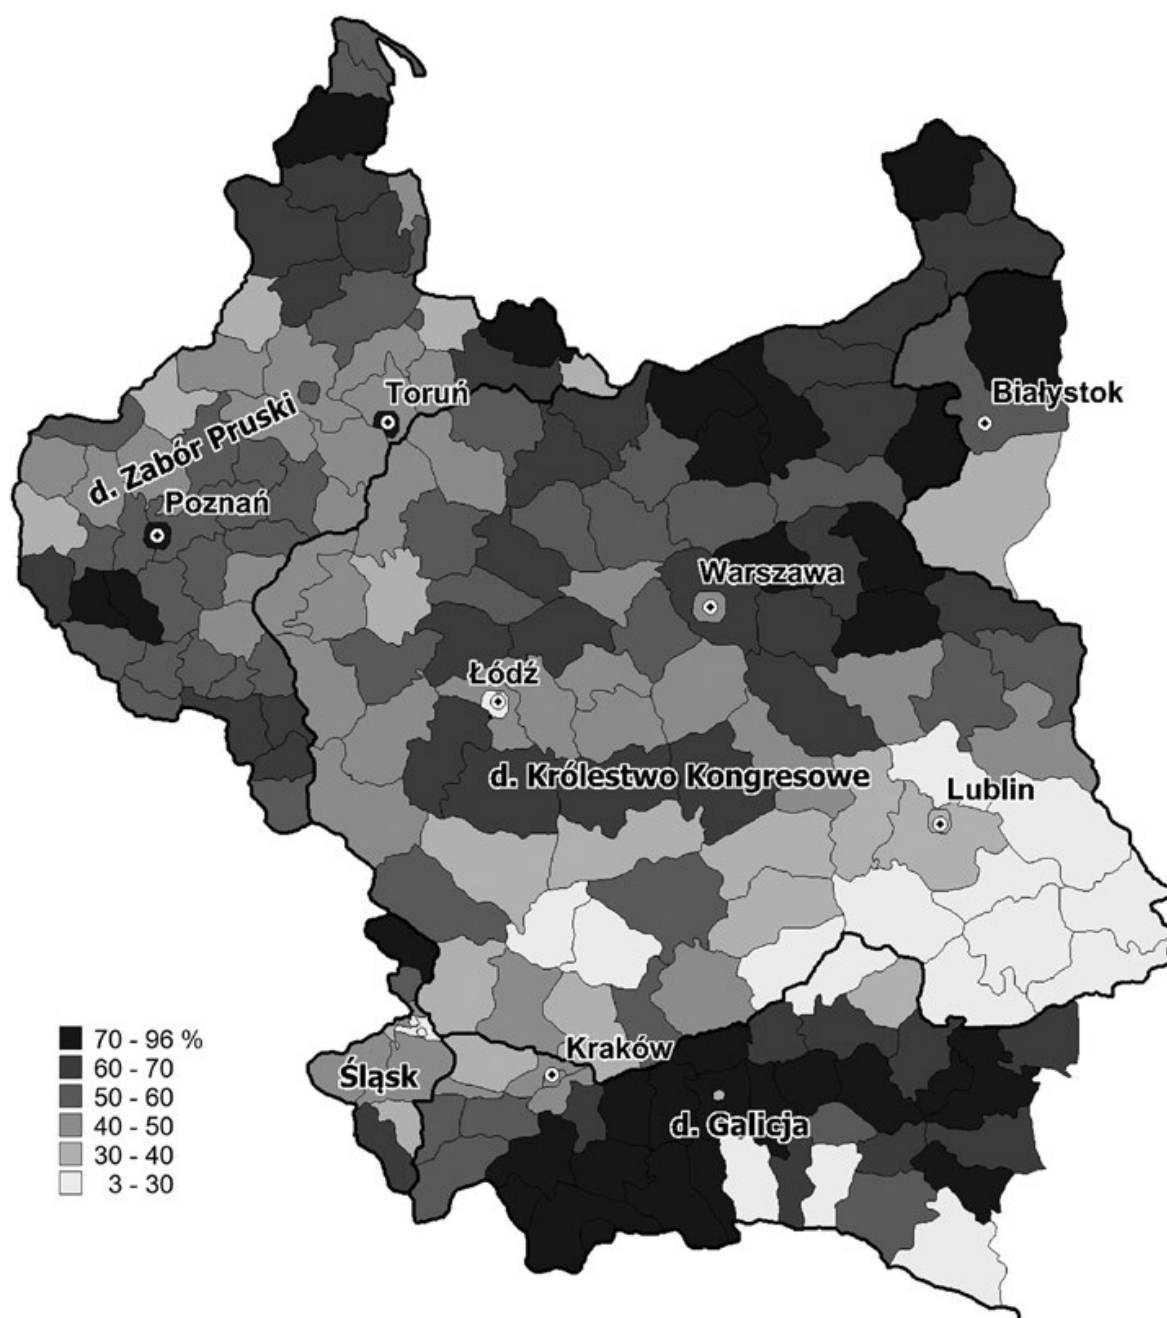 Toruń
Białystok
d. Zabór Pruski
Poznań
Warszawa
Łódź
d. Królestwo Kongresowe
Lublin
70 - 96 %
60 - 70
50 - 60
40 - 50
30 - 40
3 - 30
Kraków
Śląsk
d. Galicja